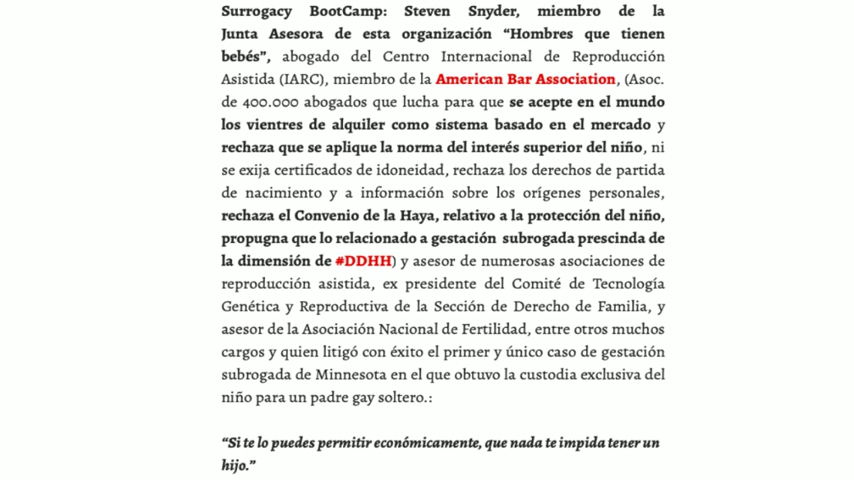 Surrogacy BootCamp: Steven Snyder, miembro de la
Junta Asesora de esta organización “Hombres que tienen
bebés”, abogado del Centro Internacional de Reproducción
Asistida (IARC), miembro de la American Bar Association, (Asoc.
de 400.000 abogados que lucha para que se acepte en el mundo
los vientres de alquiler como sistema basado en el mercado y
rechaza que se aplique la norma del interés superior del niño, ni
se exija certificados de idoneidad, rechaza los derechos de partida
de nacimiento y a información sobre los orígenes personales,
rechaza el Convenio de la Haya, relativo a la protección del niño,
propugna que lo relacionado a gestación subrogada prescinda de
la dimensión de #DDHH) y asesor de numerosas asociaciones de
reproducción asistida, ex presidente del Comité de Tecnología
Genética y Reproductiva de la Sección de Derecho de Familia, y
asesor de la Asociación Nacional de Fertilidad, entre otros muchos
cargos y quien litigó con éxito el primer y único caso de gestación
subrogada de Minnesota en el que obtuvo la custodia exclusiva del
niño para un padre gay soltero.:
“Si te lo puedes permitir económicamente, que nada te impida tener un
hijo.”